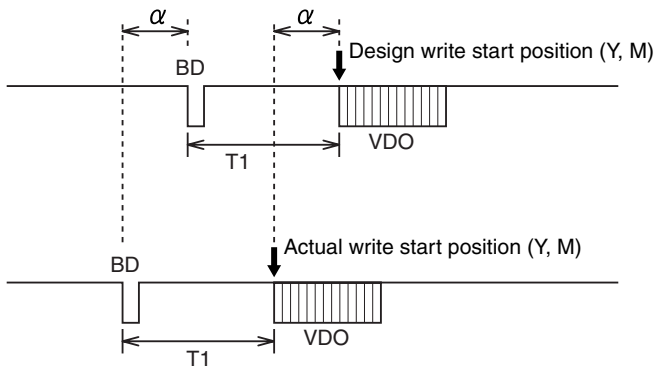 α α
Design write start position (Y, M)
BD
VDO
T1
Actual write start position (Y, M)
BD
VDO
T1